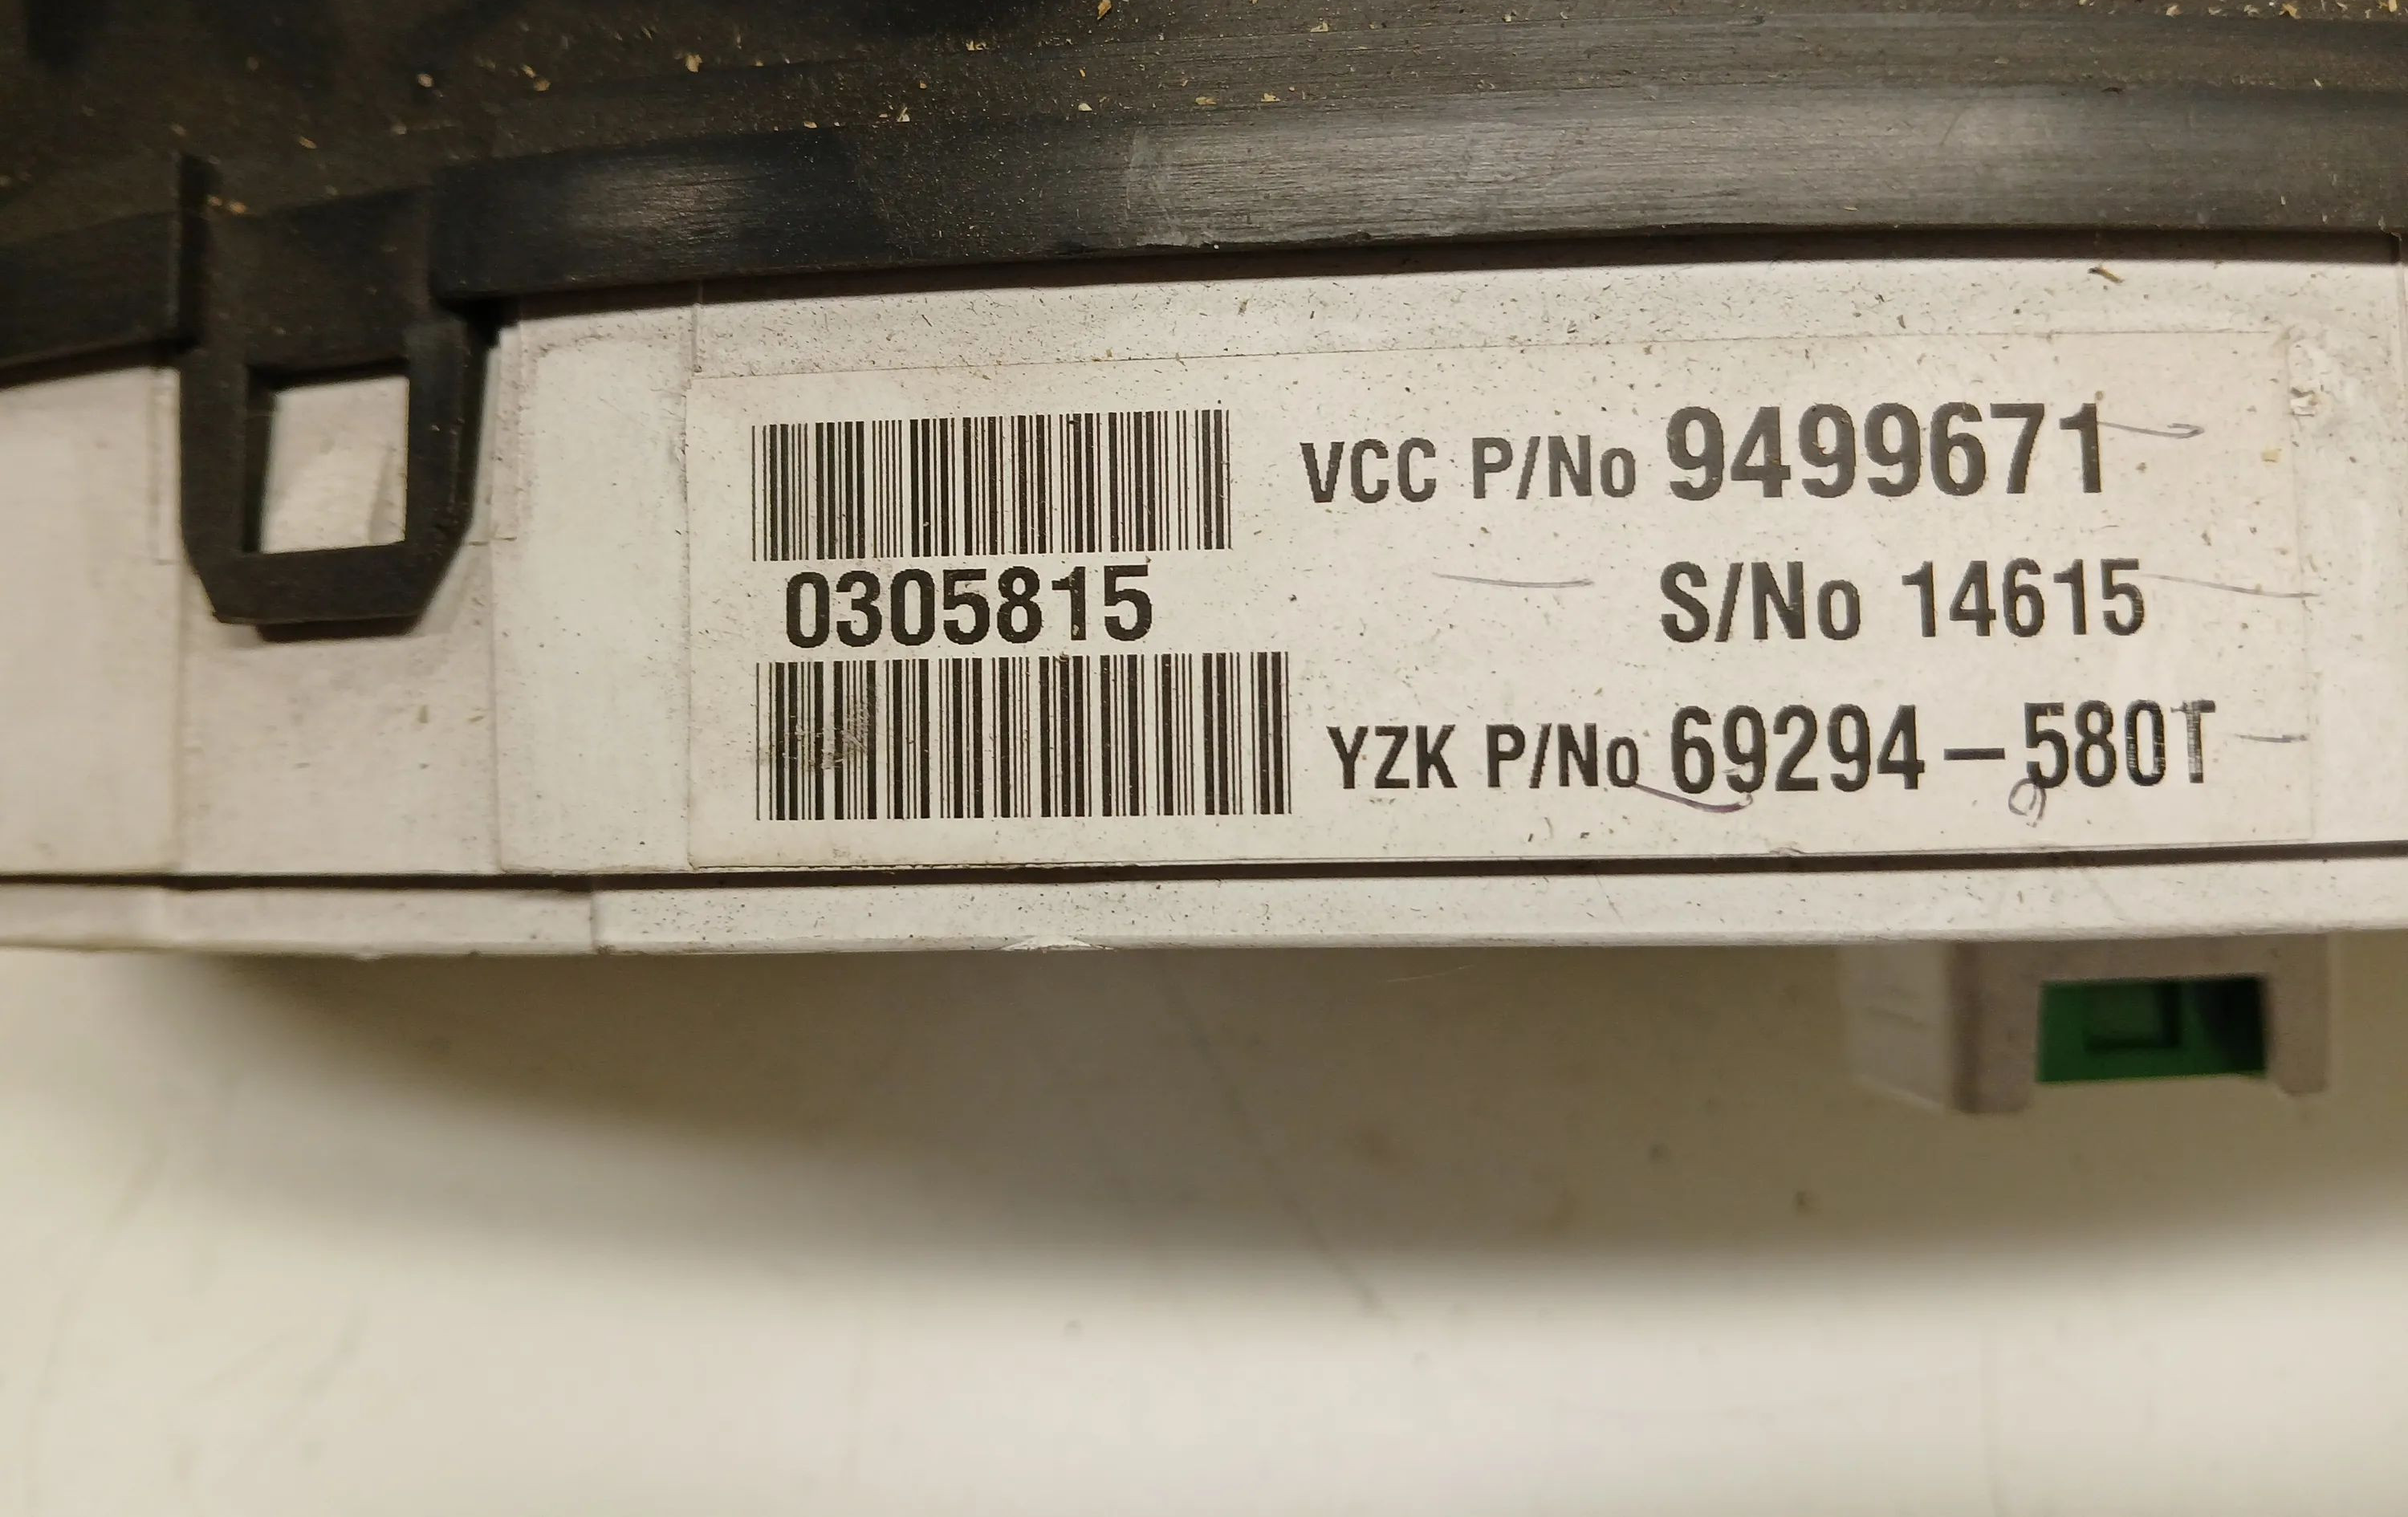 VCC P/No 9499671
0305815
S/No 14615
YZK P/No 69294-580T